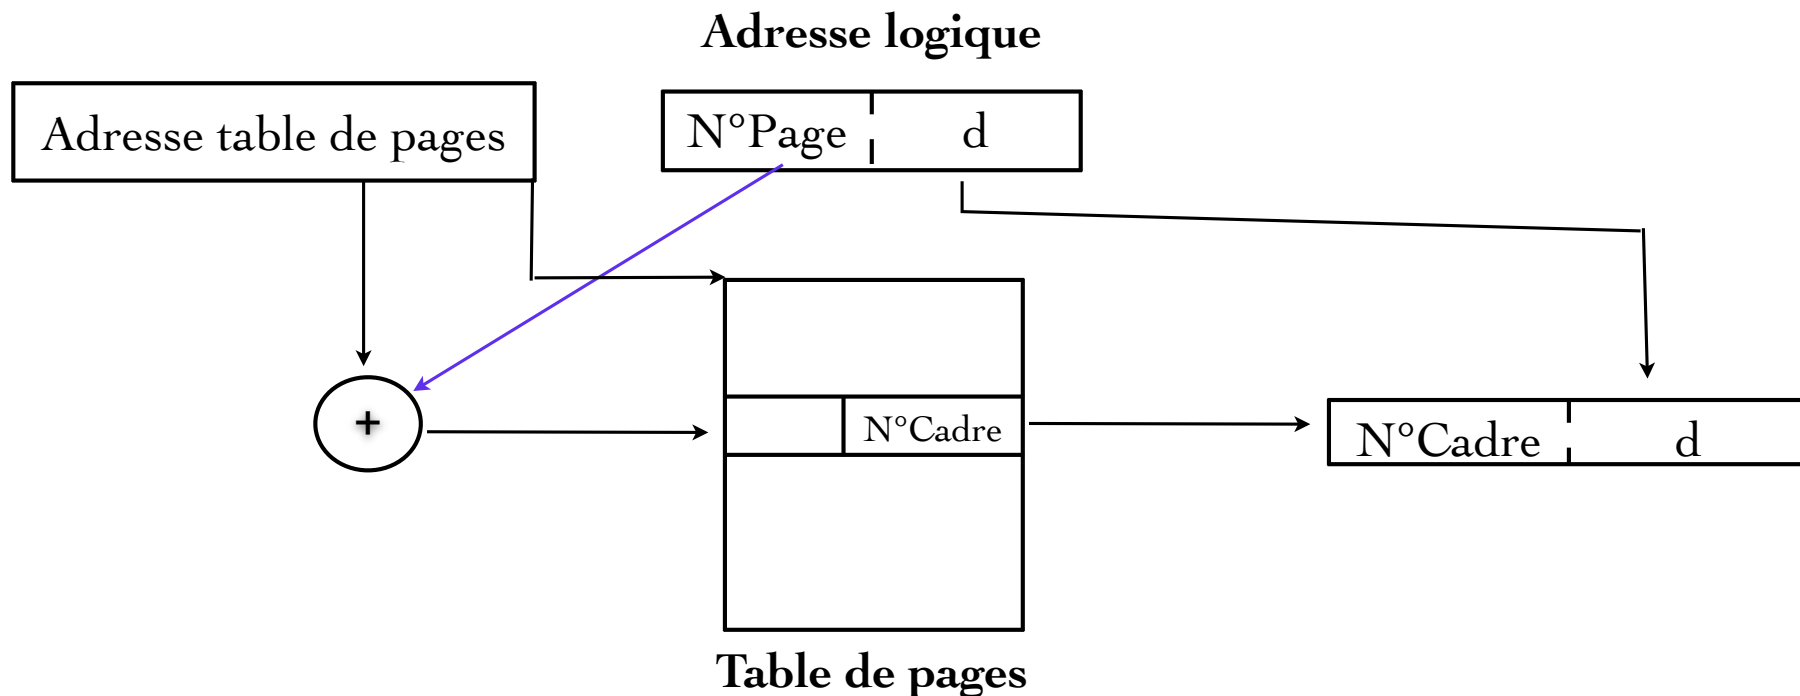 Adresse logique
Adresse table de pages
N°Page
d
+
N°Cadre
N°Cadre
d
Table de pages